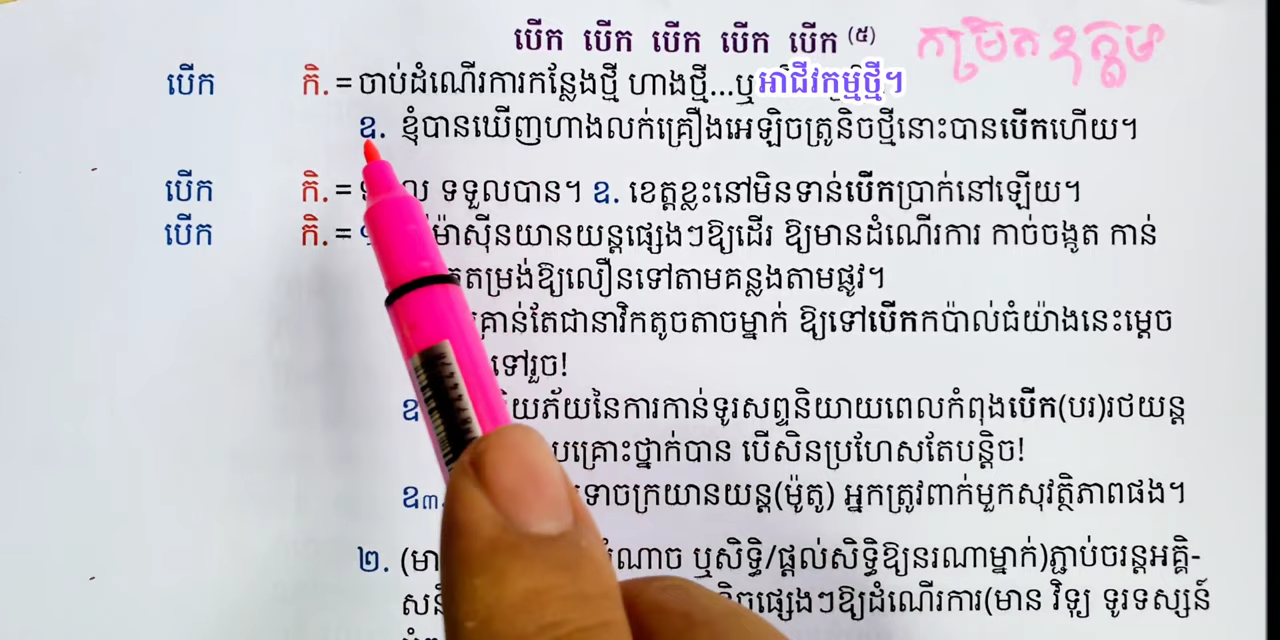 បើក បើក បើក បើក បើក (៥) កម្រិតឧត្តម
បើក កិ. = ចាប់ដំណើរការកន្លែងថ្មី ហាងថ្មី...ឬ អាជីវកម្មថ្មី។
ឧ. ខ្ញុំបានឃើញហាងលក់គ្រឿងអេឡិចត្រូនិចថ្មីនោះបានបើកហើយ។
បើក កិ. = ទទួលបាន។ ឧ. ខេត្តខ្លះនៅមិនទាន់បើកប្រាក់នៅឡើយ។
បើក កិ. = ម៉ាស៊ីនយានយន្តផ្សេងៗឱ្យដើរ ឱ្យមានដំណើរការ កាច់ចង្កូត កាន់
តម្រង់ឱ្យលឿនទៅតាមគន្លងតាមផ្លូវ។
គ្រាន់តែជានាវិកតូចតាចម្នាក់ ឱ្យទៅបើកកប៉ាល់ធំយ៉ាងនេះម្ដេច
ទៅរួច!
ឧ នៃការកាន់ទូរសព្ទនិយាយពេលកំពុងបើក(បរ)រថយន្ត
គ្រោះថ្នាក់បាន បើសិនប្រហែសតែបន្តិច!
ឧ៣ ទោចក្រយានយន្ត(ម៉ូតូ) អ្នកត្រូវពាក់មួកសុវត្ថិភាពផង។
២. ឬសិទ្ធិ/ផ្ដល់សិទ្ធិឱ្យនរណាម្នាក់)ភ្ជាប់ចរន្តអគ្គិ-
ផ្សេងៗឱ្យដំណើរការ(មាន វិទ្យុ ទូរទស្សន៍